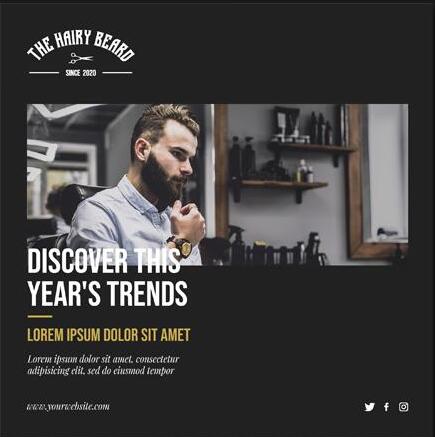 THE HAIRY BEARD
SINCE 2020
DISCOVER THIS
YEAR'S TRENDS
LOREM IPSUM DOLOR SIT AMET
Lorem ipsum dolor sit amet, consectetur
adipisicing elit, sed do eiusmod tempor
www.yourwebsite.com